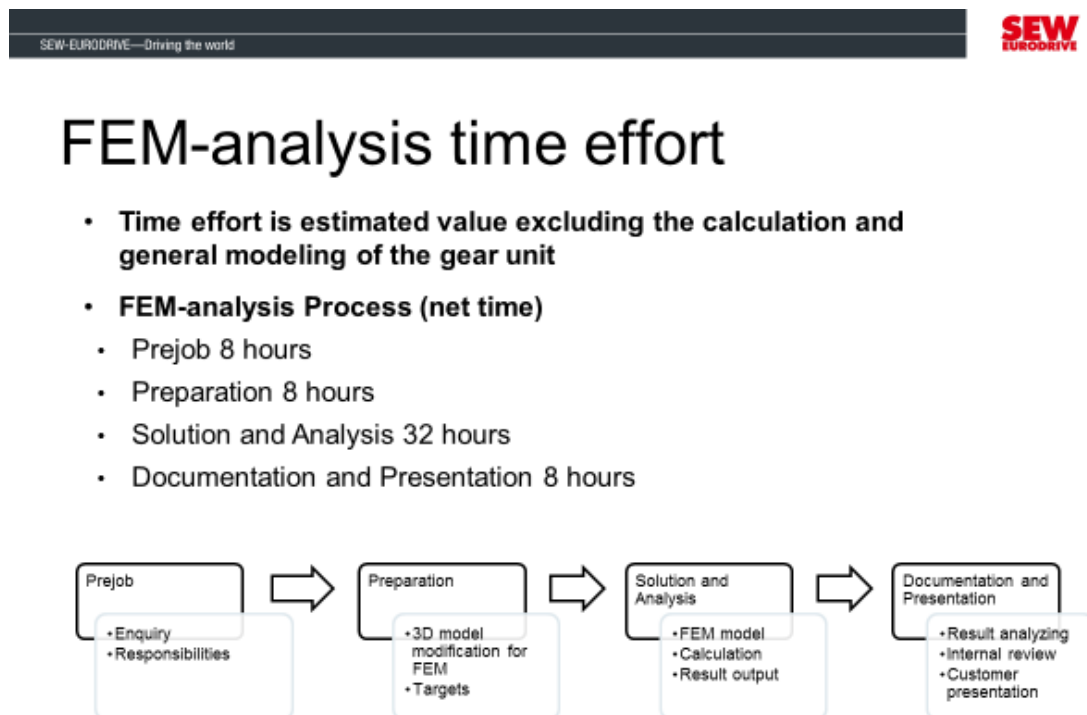 SEW-EURODRIVE—Driving the world
SEW
EURODRIVE
FEM-analysis time effort
• Time effort is estimated value excluding the calculation and
general modeling of the gear unit
• FEM-analysis Process (net time)
• Prejob 8 hours
• Preparation 8 hours
• Solution and Analysis 32 hours
• Documentation and Presentation 8 hours
Prejob
•Enquiry
•Responsibilities
Preparation
•3D model
modification for
FEM
•Targets
Solution and
Analysis
•FEM model
•Calculation
•Result output
Documentation and
Presentation
•Result analyzing
•Internal review
•Customer
presentation